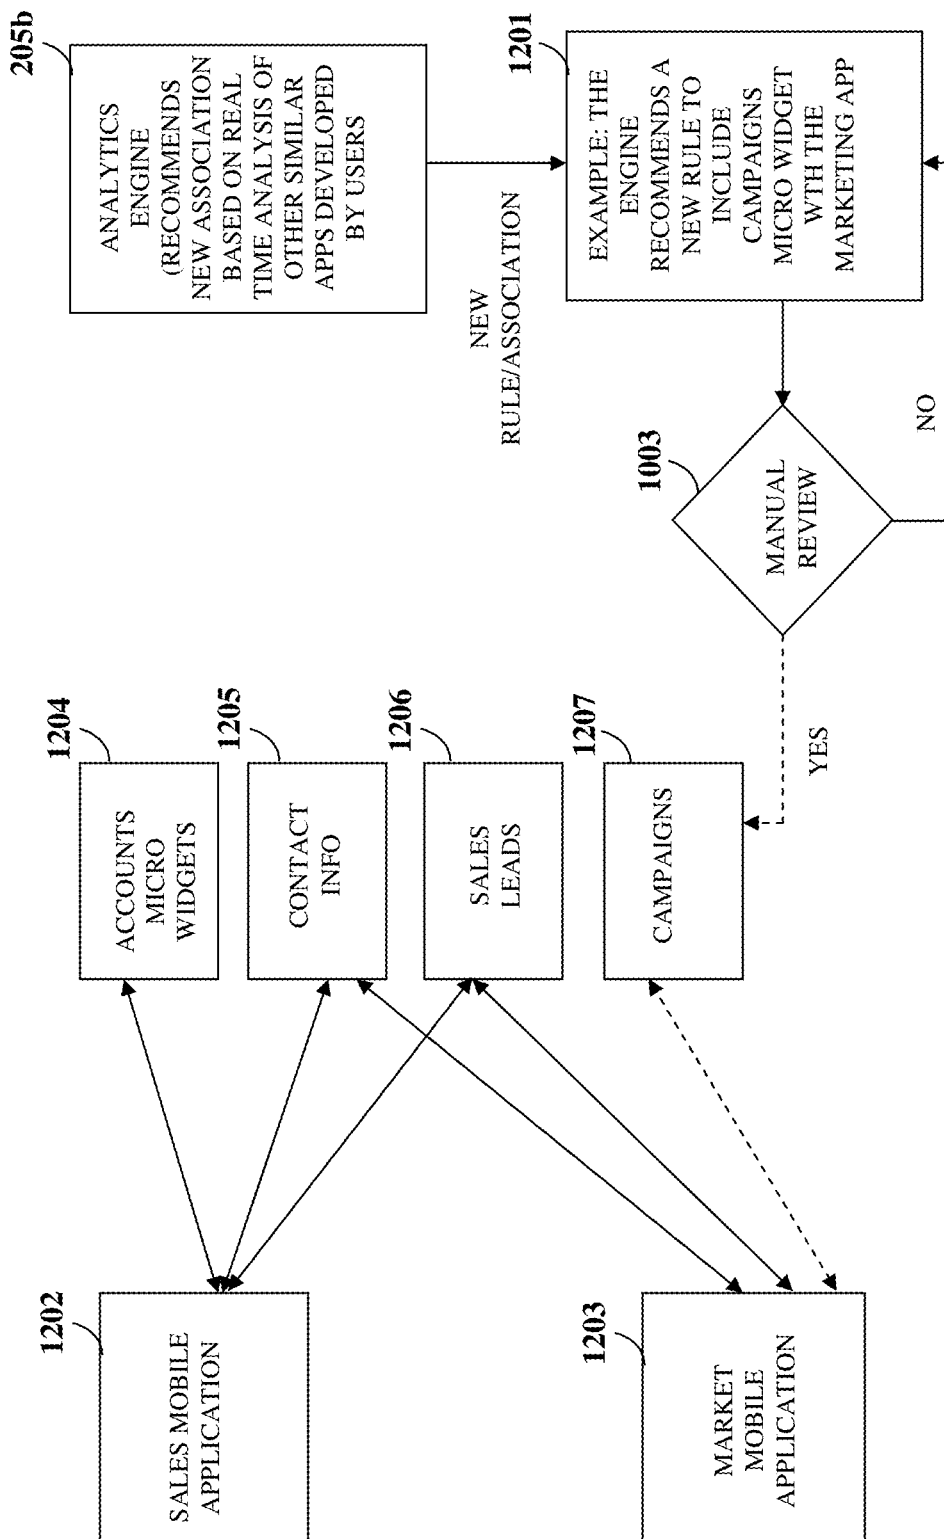 1202
SALES MOBILE
APPLICATION
1203
MARKET
MOBILE
APPLICATION
1204
ACCOUNTS
MICRO
WIDGETS
1205
CONTACT
INFO
1206
SALES
LEADS
1207
CAMPAIGNS
YES
1003
MANUAL
REVIEW
NO
205b
ANALYTICS
ENGINE
(RECOMMENDS
NEW ASSOCIATION
BASED ON REAL
TIME ANALYSIS OF
OTHER SIMILAR
APPS DEVELOPED
BY USERS
NEW
RULE/ASSOCIATION
1201
EXAMPLE: THE
ENGINE
RECOMMENDS A
NEW RULE TO
INCLUDE
CAMPAIGNS
MICRO WIDGET
WTH THE
MARKETING APP